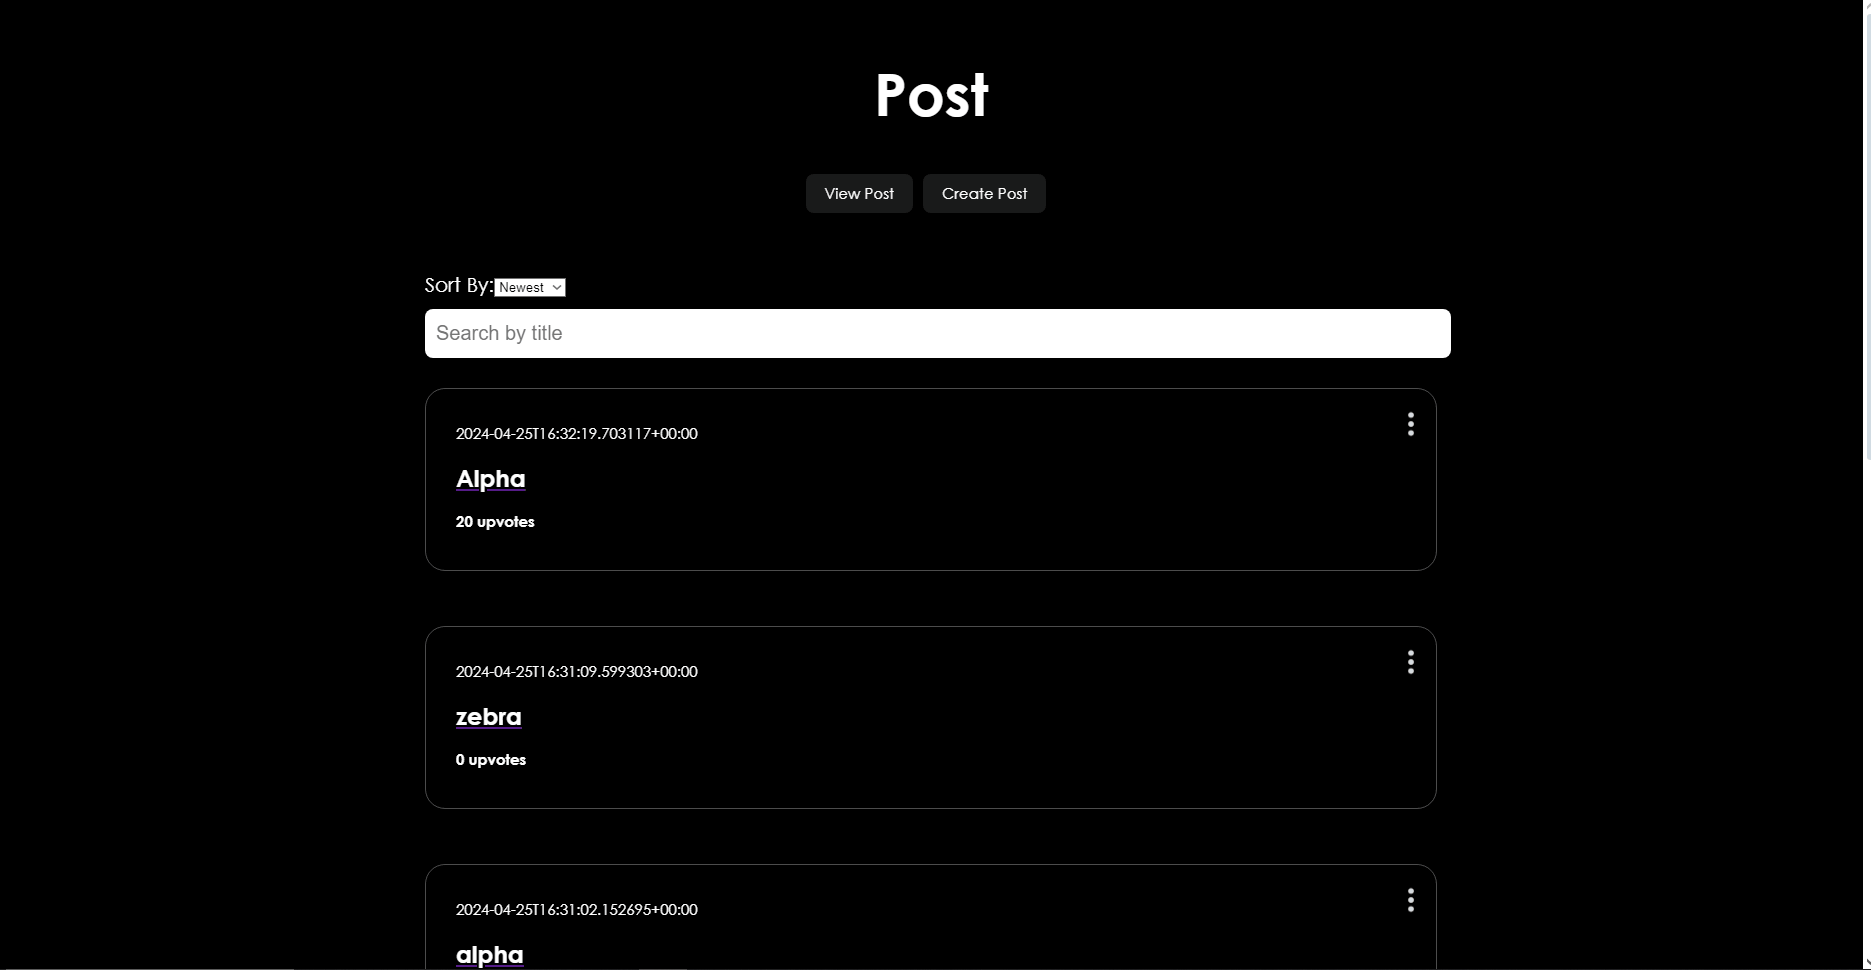 Post
View Post Create Post
Sort By: Newest
Search by title
2024-04-25T16:32:19.703117+00:00
Alpha
20 upvotes
2024-04-25T16:31:09.599303+00:00
zebra
0 upvotes
2024-04-25T16:31:02.152695+00:00
alpha